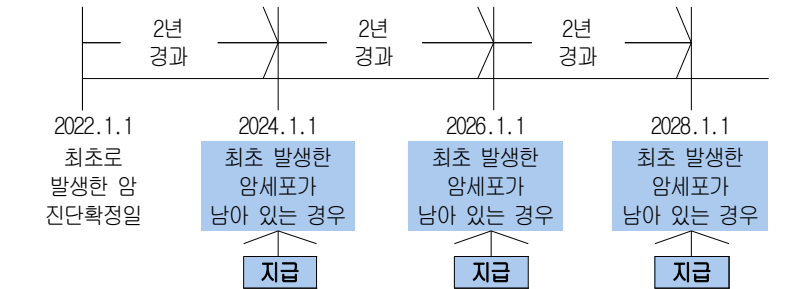 2년
경과
2년
경과
2년
경과
2022.1.1
최초로
발생한 암
진단확정일
2024.1.1
최초 발생한
암세포가
남아 있는 경우
지급
2026.1.1
최초 발생한
암세포가
남아 있는 경우
지급
2028.1.1
최초 발생한
암세포가
남아 있는 경우
지급